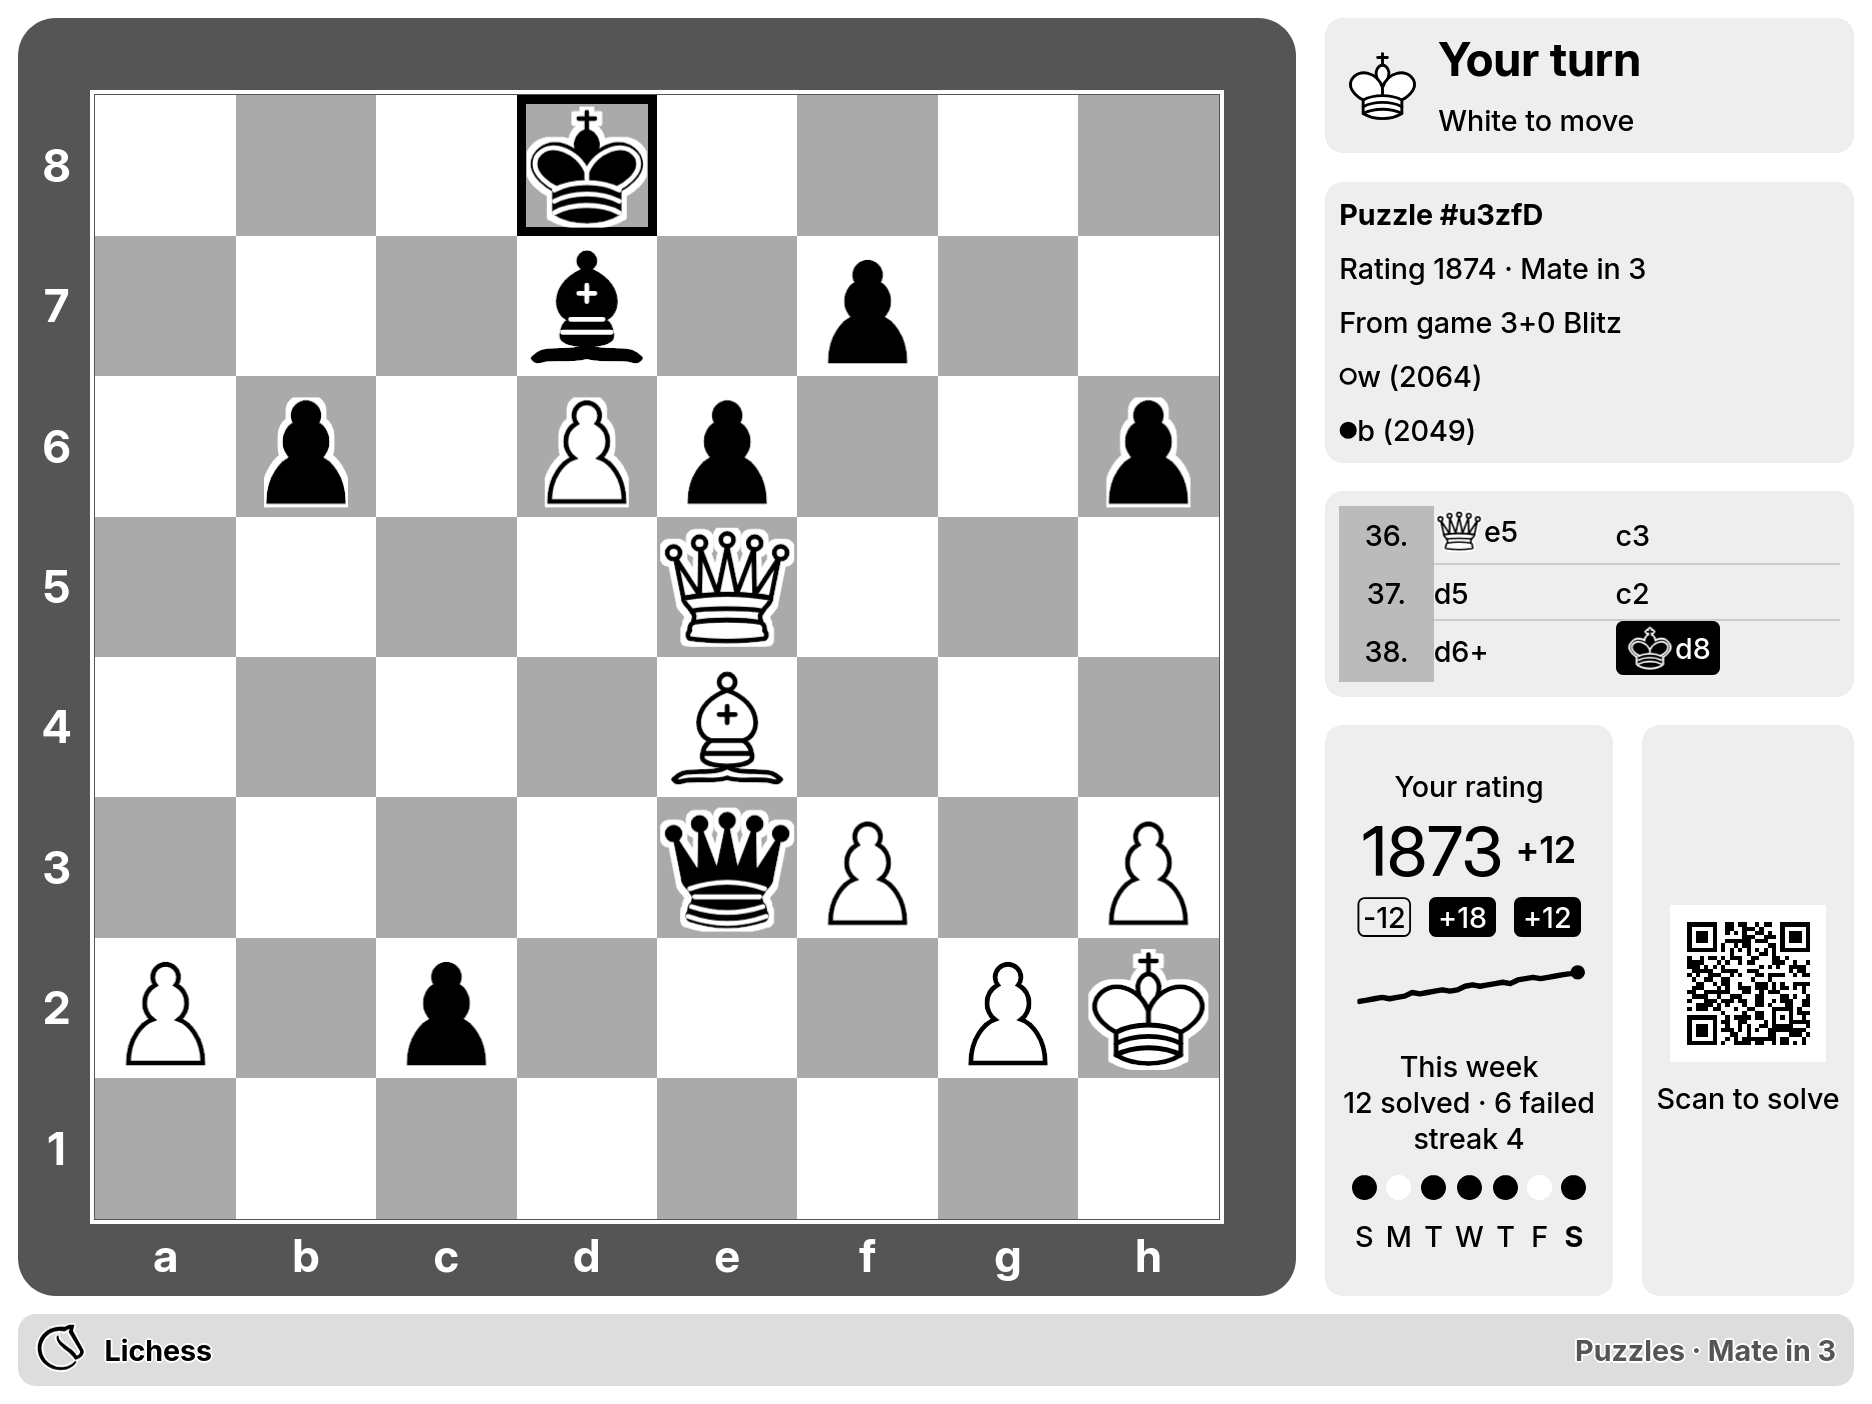 8
7
6
5
4
3
2
1
a b c d e f g h
Your turn
White to move
Puzzle #u3zfD
Rating 1874 · Mate in 3
From game 3+0 Blitz
w (2064)
b (2049)
36. e5 c3
37. d5 c2
38. d6+ d8
Your rating
1873 +12
-12 +18 +12
This week
12 solved · 6 failed
streak 4
S M T W T F S
Scan to solve
Lichess
Puzzles · Mate in 3